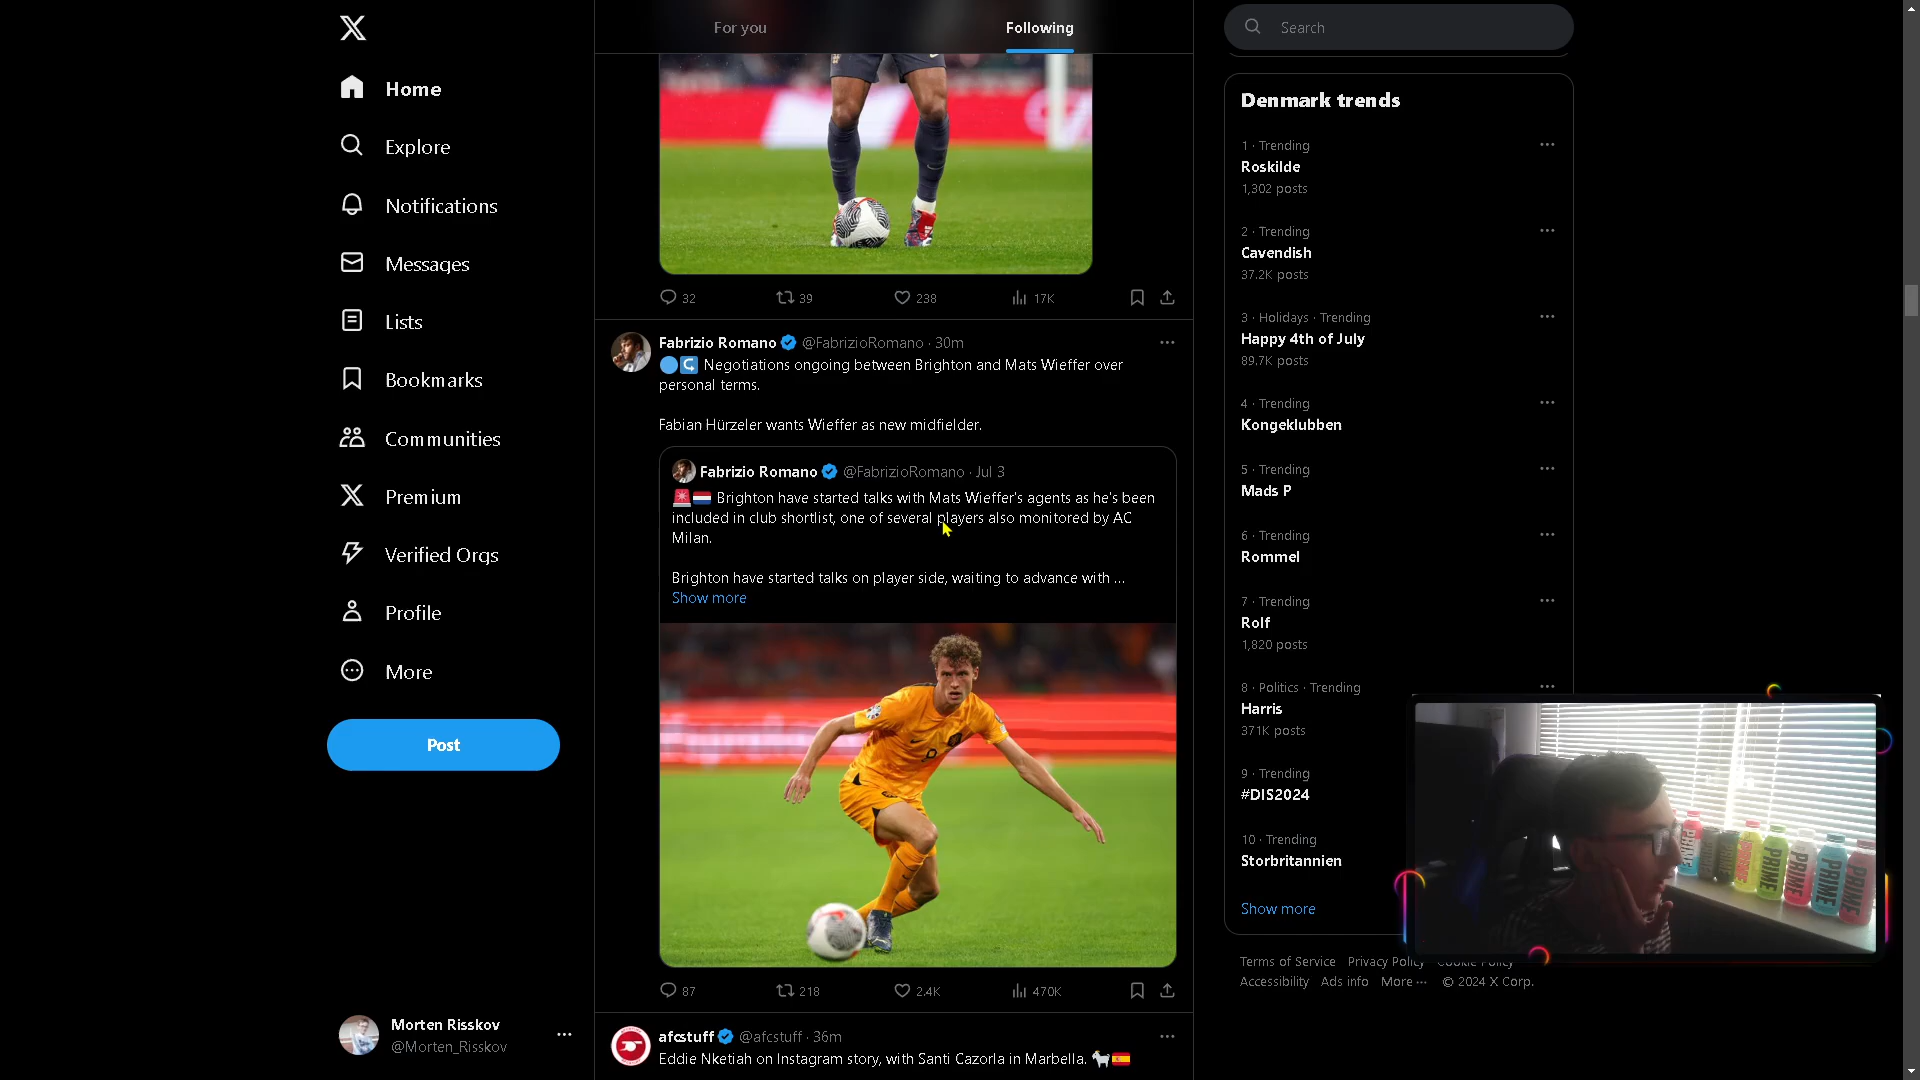 Home
Explore
Notifications
Messages
Lists
Bookmarks
Communities
Premium
Verified Orgs
Profile
More
Post
Morten Risskov
@Morten_Risskov
For you
Following
32 39 238 17K
Fabrizio Romano @FabrizioRomano · 30m
Negotiations ongoing between Brighton and Mats Wieffer over
personal terms.
Fabian Hürzeler wants Wieffer as new midfielder.
Fabrizio Romano @FabrizioRomano · Jul 3
Brighton have started talks with Mats Wieffer's agents as he's been
included in club shortlist, one of several players also monitored by AC
Milan.
Brighton have started talks on player side, waiting to advance with ...
Show more
87 218 2.4K 470K
afcstuff @afcstuff · 36m
Eddie Nketiah on Instagram story, with Santi Cazorla in Marbella.
Search
Denmark trends
1 · Trending
Roskilde
1,302 posts
2 · Trending
Cavendish
37.2K posts
3 · Holidays · Trending
Happy 4th of July
89.7K posts
4 · Trending
Kongeklubben
5 · Trending
Mads P
6 · Trending
Rommel
7 · Trending
Rolf
1,820 posts
8 · Politics · Trending
Harris
371K posts
9 · Trending
#DIS2024
10 · Trending
Storbritannien
Show more
Terms of Service Privacy Policy Cookie Policy
Accessibility Ads info More ··· © 2024 X Corp.
PRIME PRIME PRIME PRIME PRIME PRIME